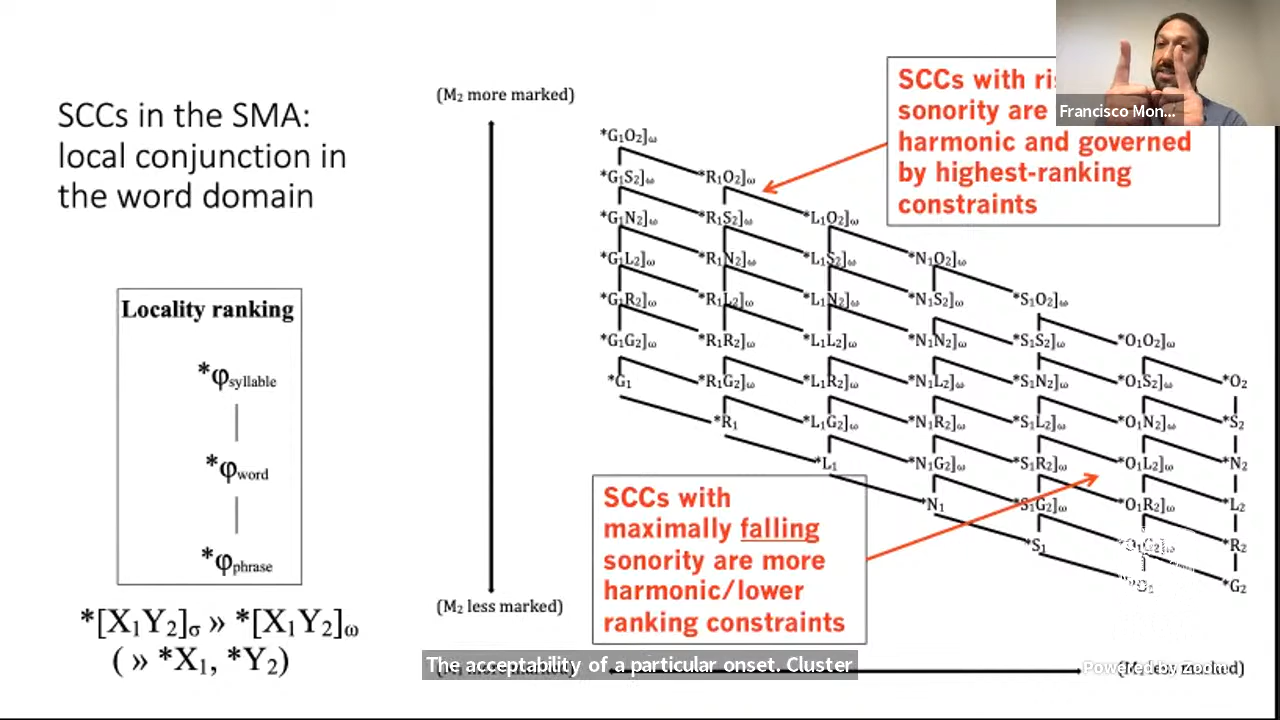 SCCs in the SMA:
local conjunction in
the word domain
Locality ranking
*φsyllable
*φword
*φphrase
*[X₁Y₂]σ » *[X₁Y₂]ω
( » *X₁, *Y₂)
(M₂ more marked)
(M₂ less marked)
SCCs with
sonority are
harmonic and governed
by highest-ranking
constraints
Francisco Mon...
*G₁O₂]ω
*G₁S₂]ω *R₁O₂]ω
*G₁N₂]ω *R₁S₂]ω *L₁O₂]ω
*G₁L₂]ω *R₁N₂]ω *L₁S₂]ω *N₁O₂]ω
*G₁R₂]ω *R₁L₂]ω *L₁N₂]ω *N₁S₂]ω *S₁O₂]ω
*G₁G₂]ω *R₁R₂]ω *L₁L₂]ω *N₁N₂]ω *S₁S₂]ω *O₁O₂]ω
*G₁ *R₁G₂]ω *L₁R₂]ω *N₁L₂]ω *S₁N₂]ω *O₁S₂]ω *O₂
*R₁ *L₁G₂]ω *N₁R₂]ω *S₁L₂]ω *O₁N₂]ω *S₂
*L₁ *N₁G₂]ω *S₁R₂]ω *O₁L₂]ω *N₂
*N₁ *S₁G₂]ω *O₁R₂]ω *L₂
*S₁ *R₂
*G₂
SCCs with
maximally falling
sonority are more
harmonic/lower
ranking constraints
The acceptability of a particular onset. Cluster
Powered by Zoom
less marked)